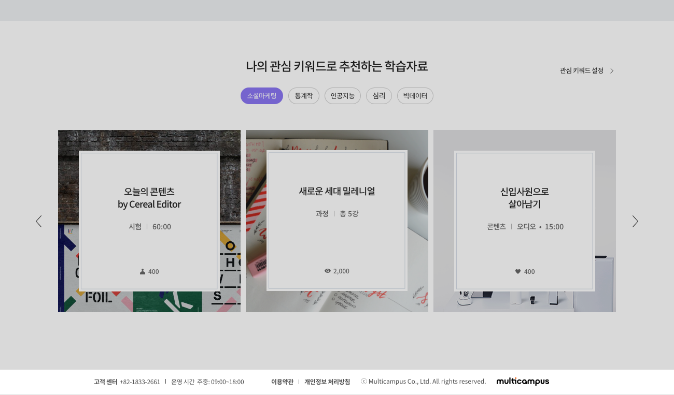 나의 관심 키워드로 추천하는 학습자료
관심 키워드 설정
소셜마케팅 통계학 인공지능 심리 빅데이터
오늘의 콘텐츠
by Cereal Editor
시험 | 60:00
400
새로운 세대 밀레니얼
과정 | 총 5강
2,000
신입사원으로
살아남기
콘텐츠 | 오디오 • 15:00
400
고객 센터 +82-1833-2661 | 운영 시간 주중: 09:00~18:00 이용약관 | 개인정보 처리방침 ⓒ Multicampus Co., Ltd. All rights reserved. multicampus